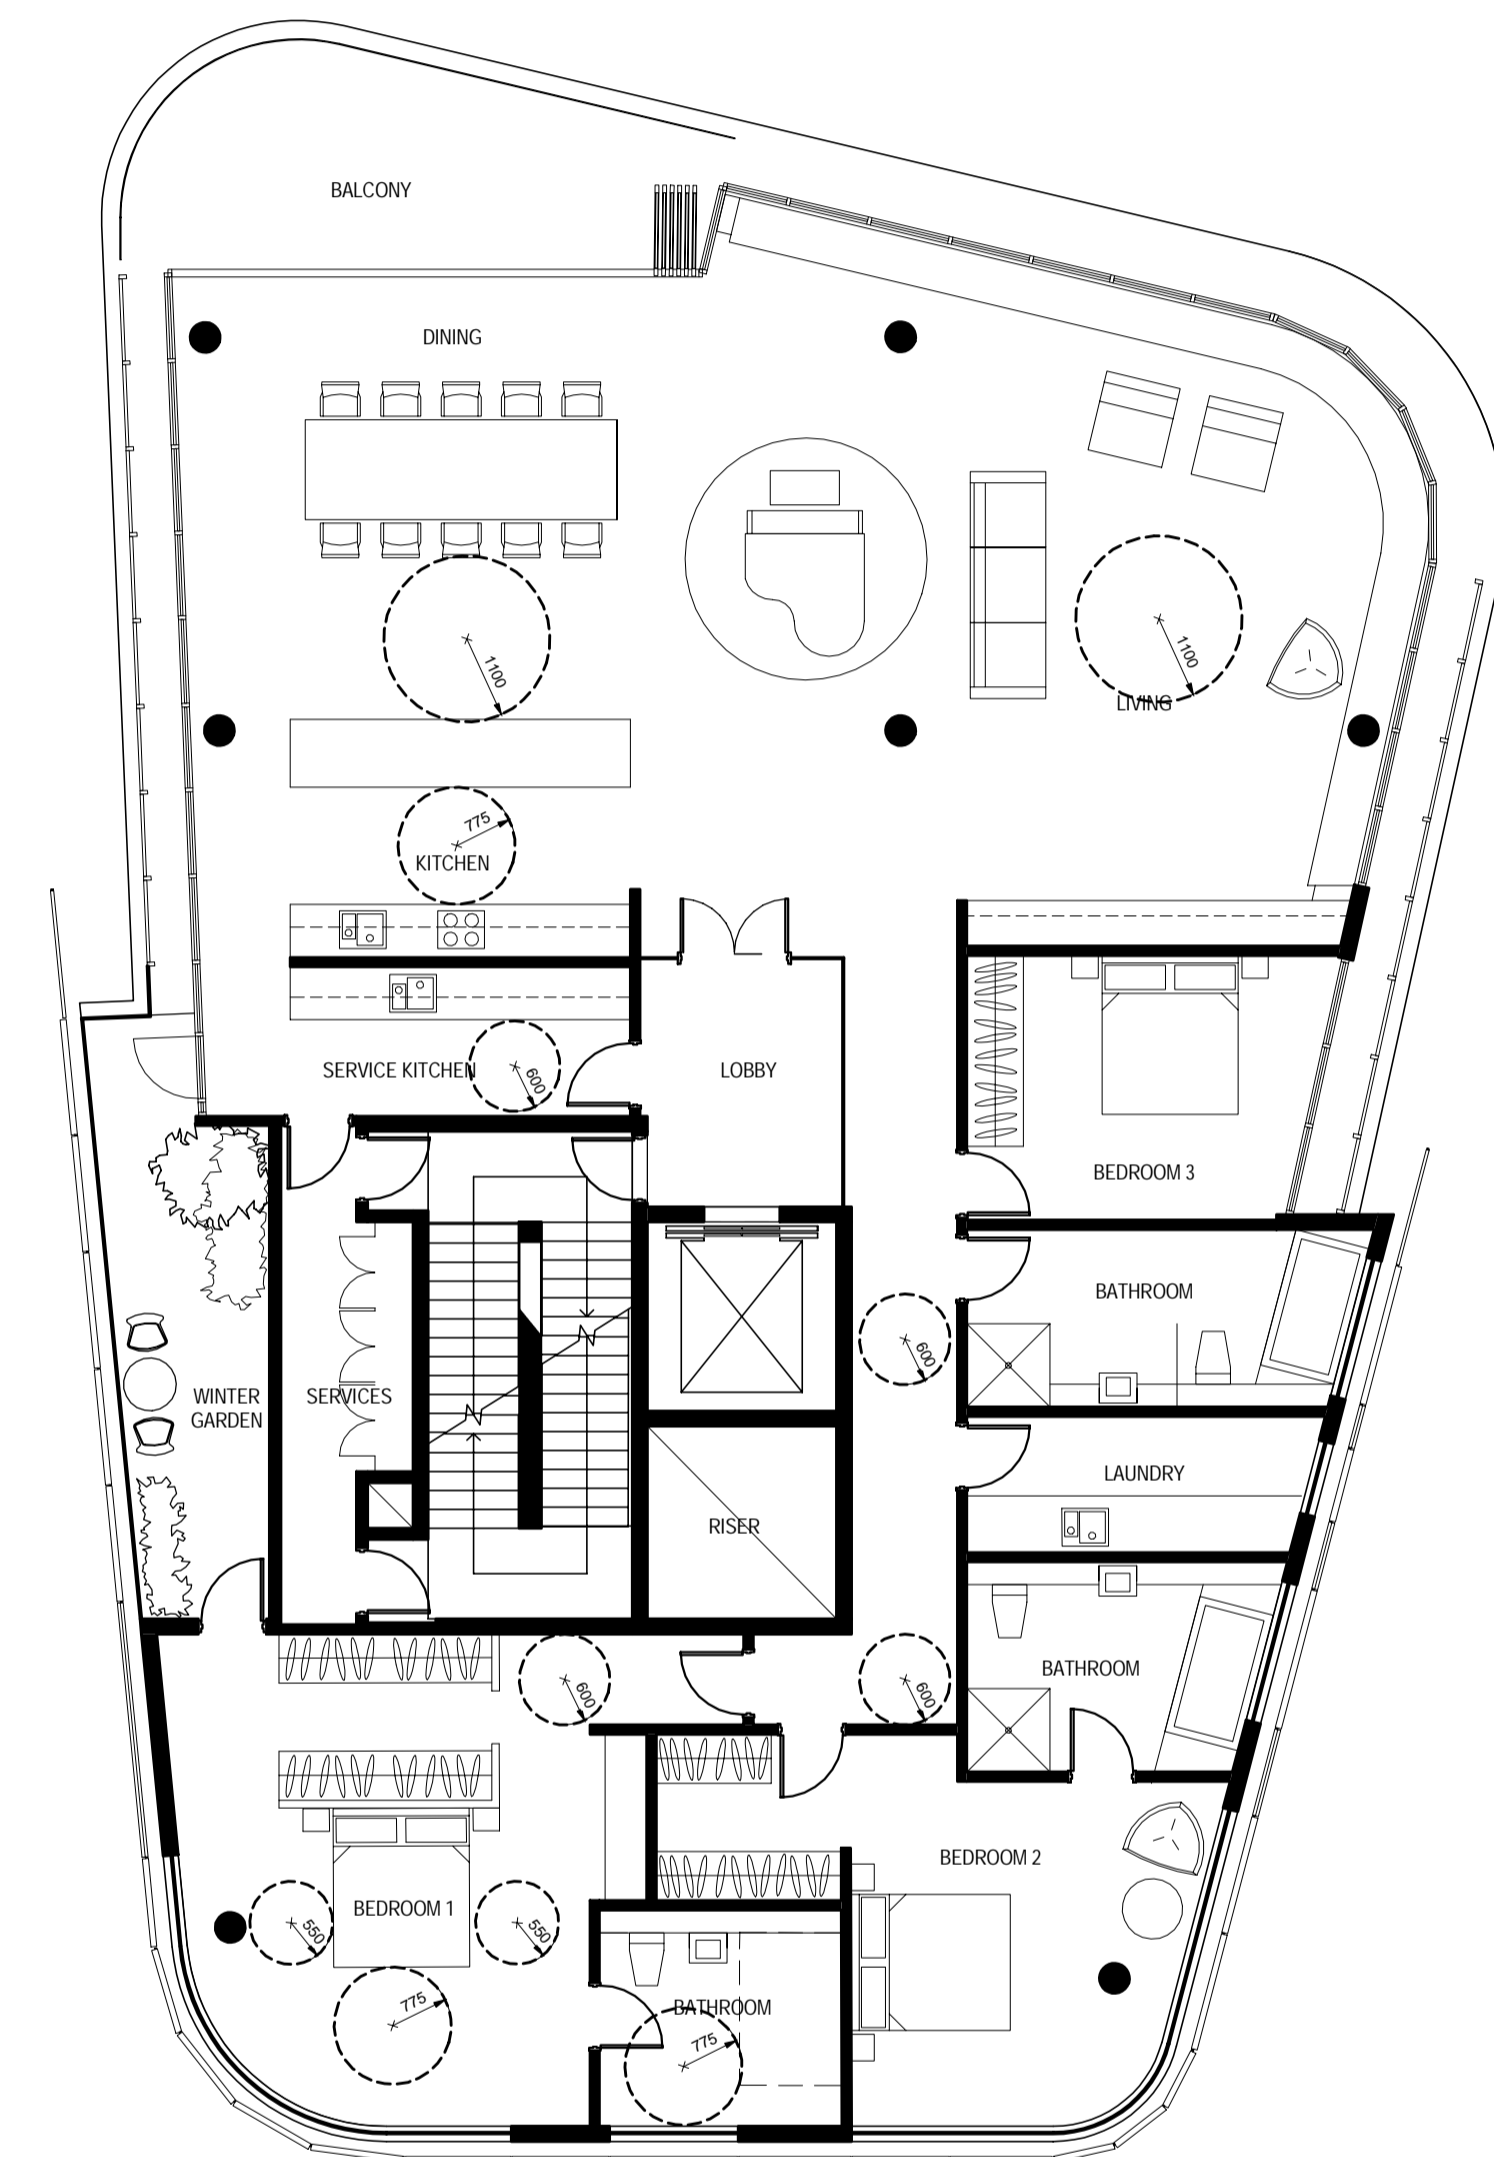 BALCONY
DINING
1100
1100
LIVING
775
KITCHEN
SERVICE KITCHEN
600
LOBBY
BEDROOM 3
BATHROOM
600
WINTER
GARDEN
SERVICES
LAUNDRY
RISER
BATHROOM
600
600
BEDROOM 2
BEDROOM 1
550
550
775
BATHROOM
775